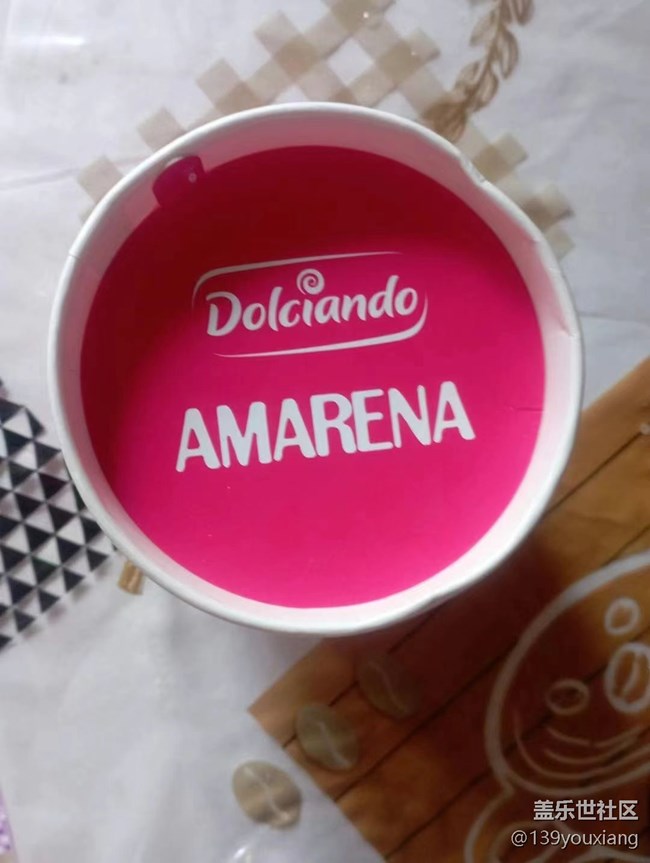 Dolciando
AMARENA
盖乐世社区
@139youxiang